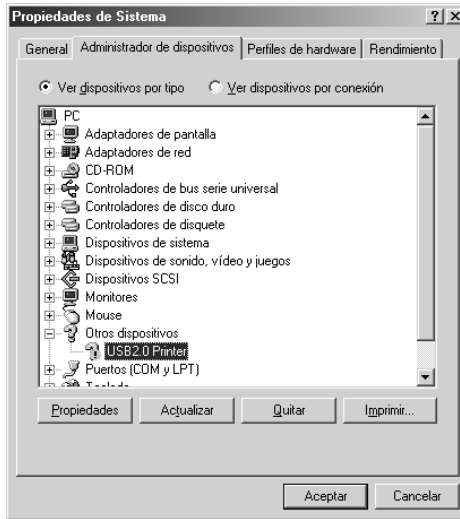 Propiedades de Sistema
General Administrador de dispositivos Perfiles de hardware Rendimiento
Ver dispositivos por tipo Ver dispositivos por conexión
PC
Adaptadores de pantalla
Adaptadores de red
CD-ROM
Controladores de bus serie universal
Controladores de disco duro
Controladores de disquete
Dispositivos de sistema
Dispositivos de sonido, vídeo y juegos
Dispositivos SCSI
Monitores
Mouse
Otros dispositivos
USB2.0 Printer
Puertos (COM y LPT)
Propiedades Actualizar Quitar Imprimir...
Aceptar Cancelar